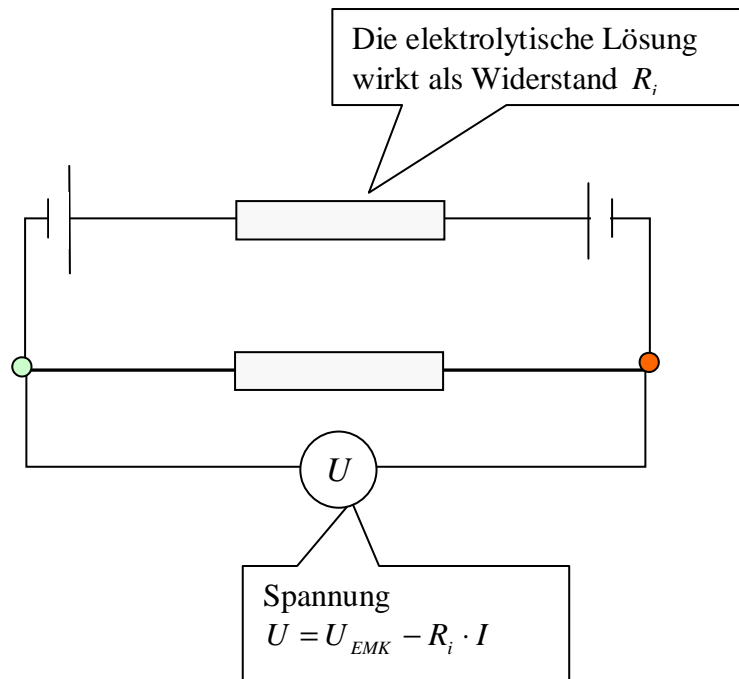 Die elektrolytische Lösung
wirkt als Widerstand R_i
U
Spannung
U = U_EMK − R_i · I